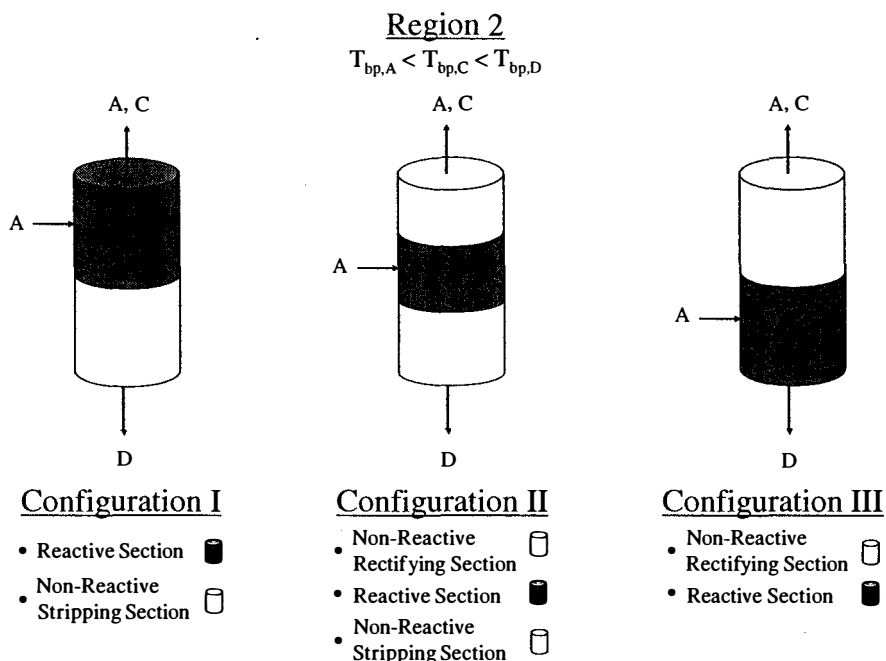 Region 2
T_bp,A < T_bp,C < T_bp,D
A, C
A, C
A, C
A
A
A
D
D
D
Configuration I
• Reactive Section
• Non-Reactive
Stripping Section
Configuration II
• Non-Reactive
Rectifying Section
• Reactive Section
• Non-Reactive
Stripping Section
Configuration III
• Non-Reactive
Rectifying Section
• Reactive Section